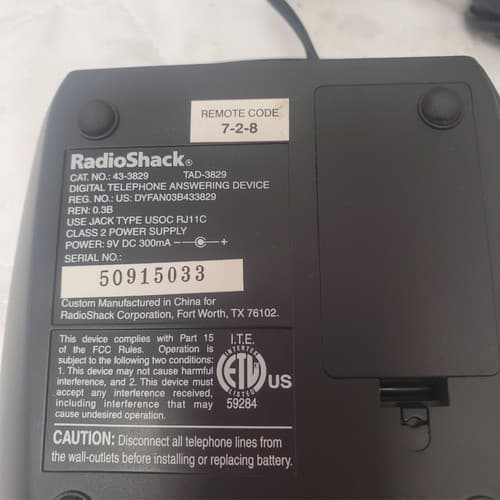 REMOTE CODE
7-2-8
RadioShack®
CAT. NO.: 43-3829 TAD-3829
DIGITAL TELEPHONE ANSWERING DEVICE
REG. NO.: US: DYFAN03B433829
REN: 0.3B
USE JACK TYPE USOC RJ11C
CLASS 2 POWER SUPPLY
POWER: 9V DC 300mA - +
SERIAL NO.:
50915033
Custom Manufactured in China for
RadioShack Corporation, Fort Worth, TX 76102.
This device complies with Part 15
of the FCC Rules. Operation is
subject to the following two conditions:
1. This device may not cause harmful
interference, and 2. This device must
accept any interference received,
including interference that may
cause undesired operation.
I.T.E.
INTERTEK
ETL
US
LISTED
59284
CAUTION: Disconnect all telephone lines from
the wall-outlets before installing or replacing battery.